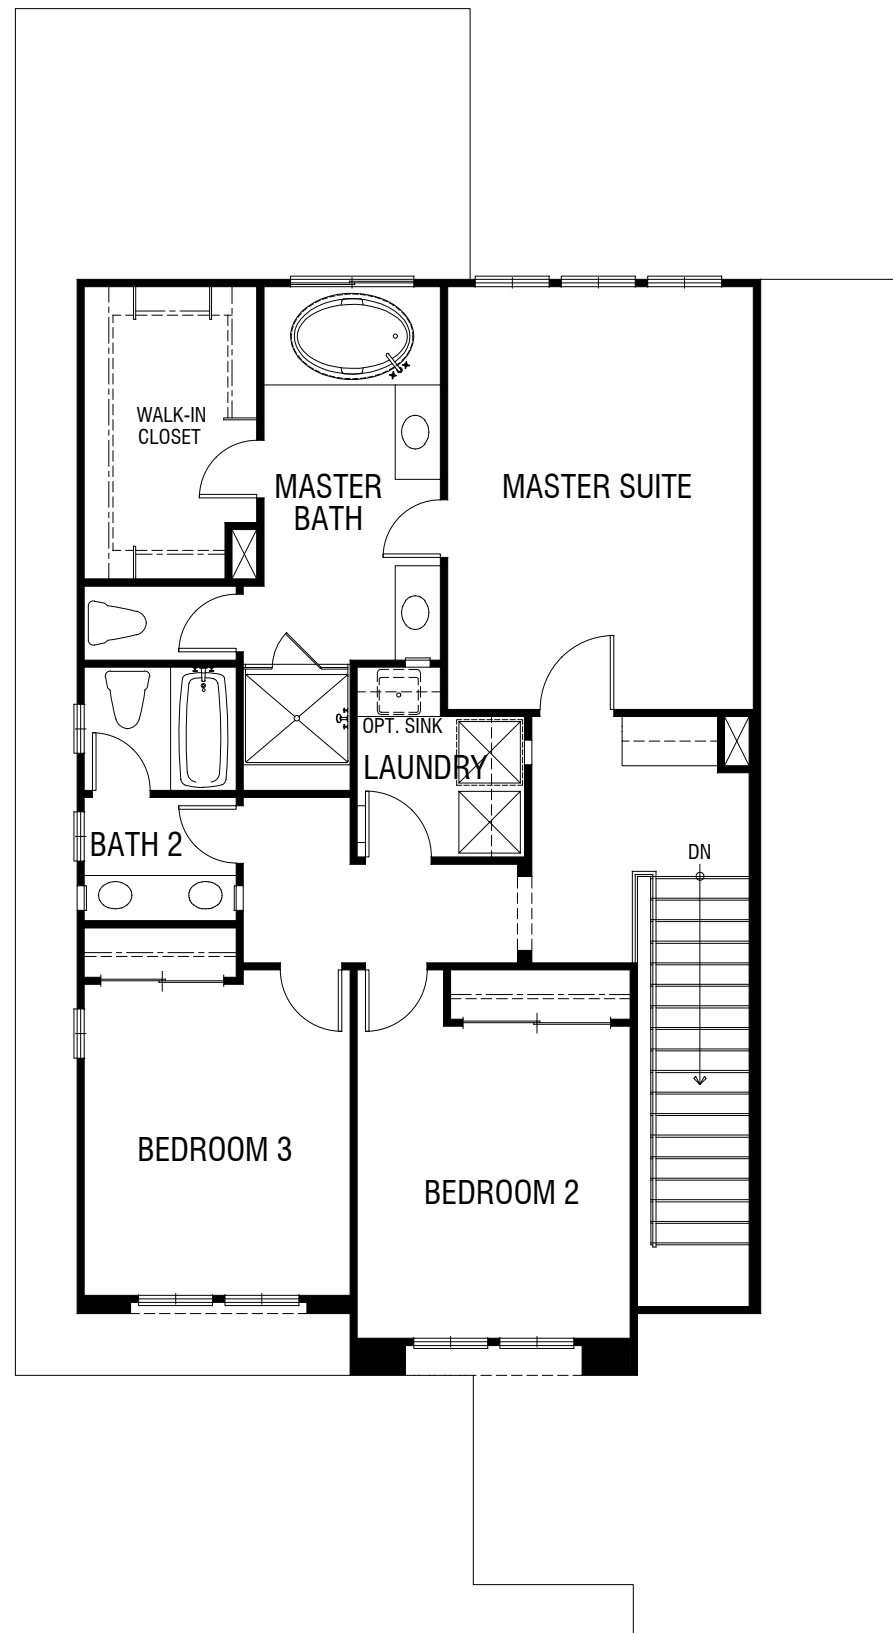 WALK-IN
CLOSET
MASTER
BATH
MASTER SUITE
OPT. SINK
LAUNDRY
BATH 2
DN
BEDROOM 3
BEDROOM 2